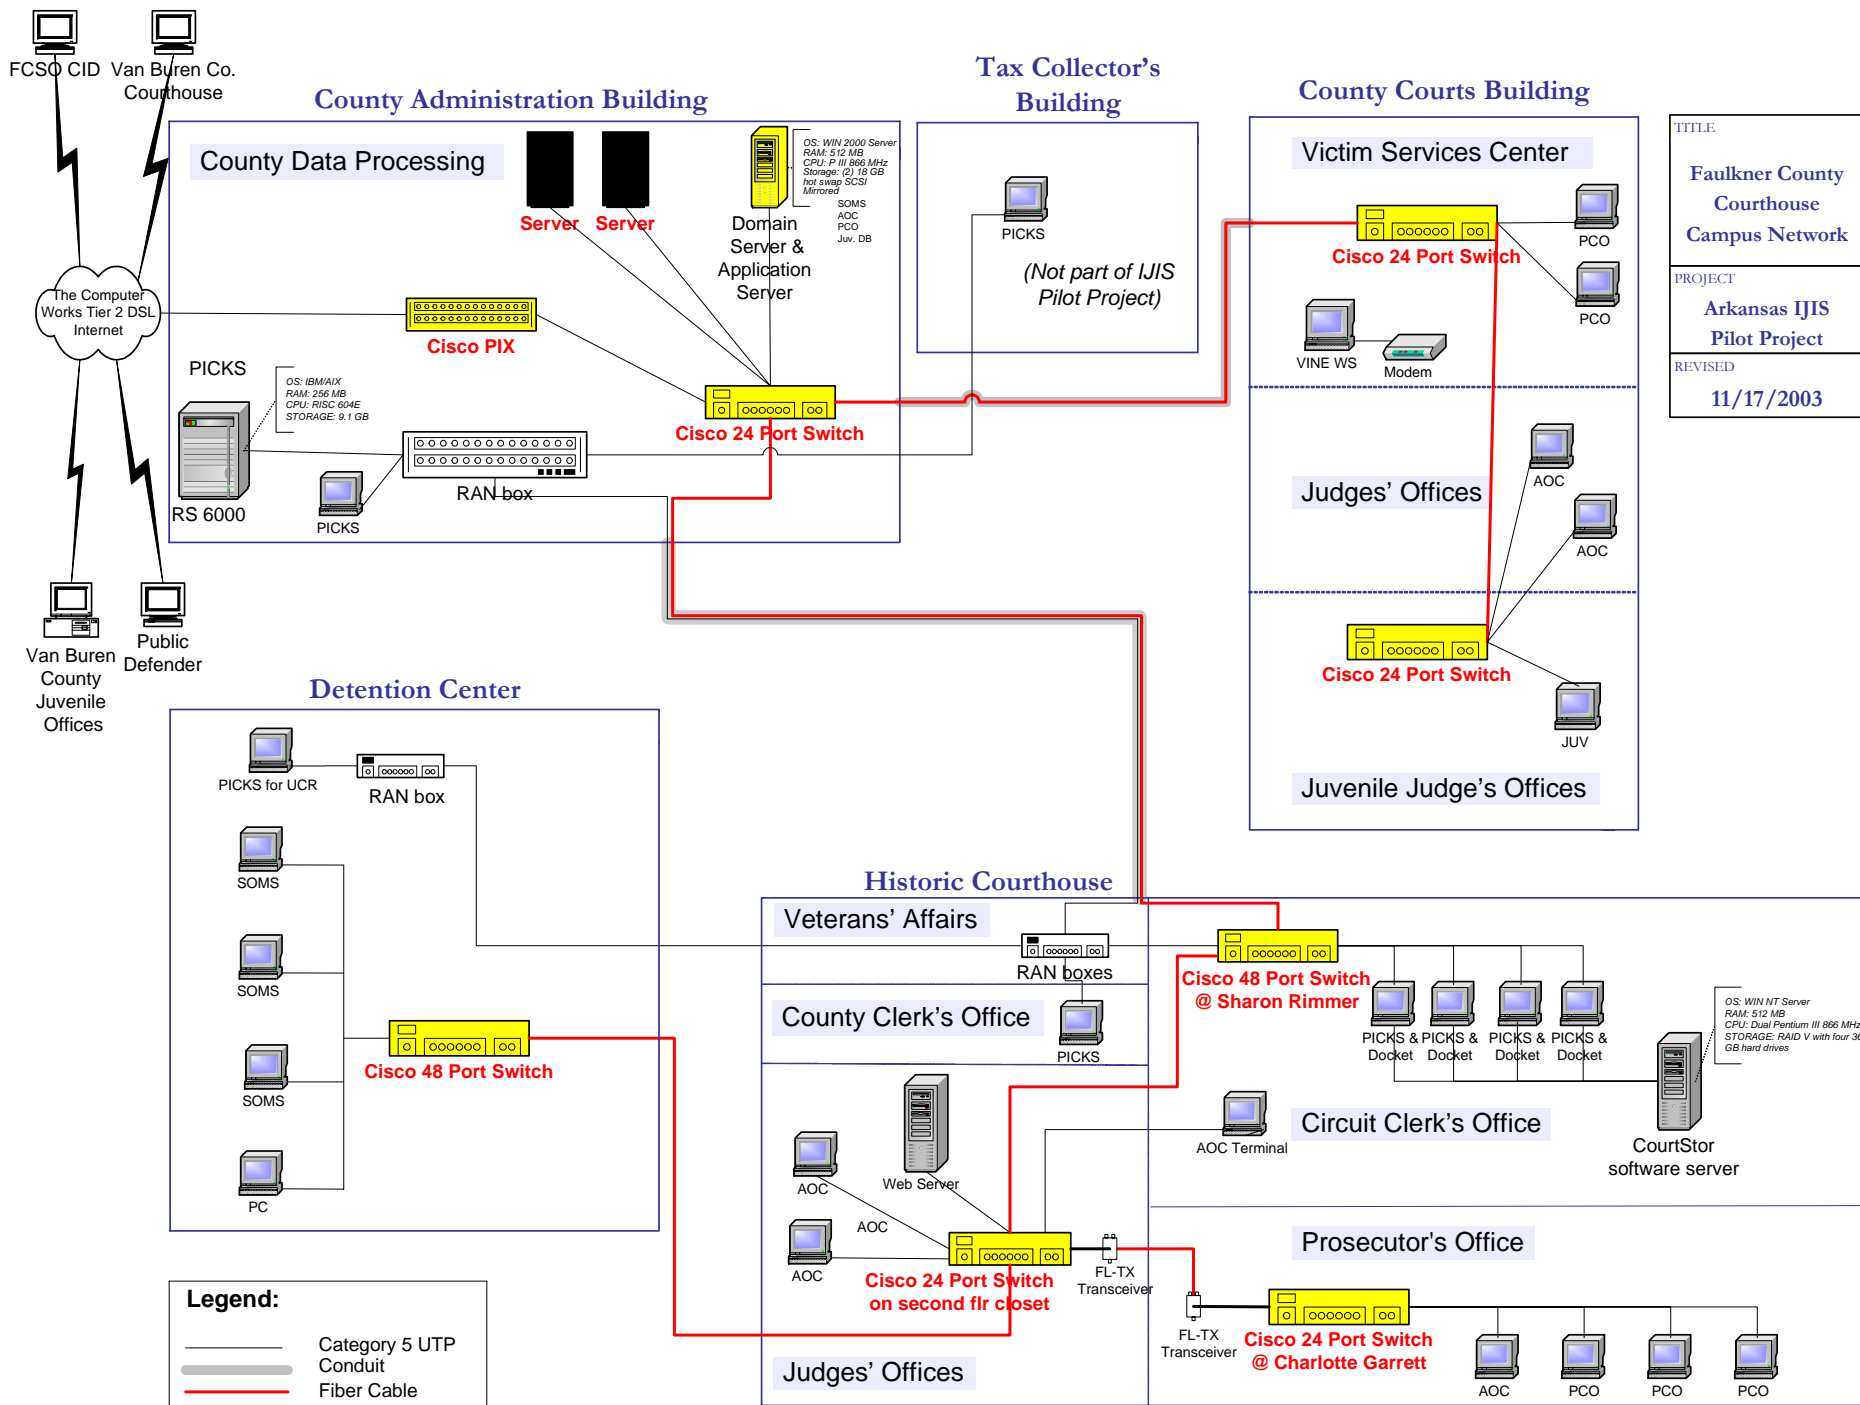 FCSO CID
Van Buren Co.
Courthouse
County Administration Building
Tax Collector's
Building
County Courts Building
TITLE
Faulkner County
Courthouse
Campus Network
PROJECT
Arkansas IJIS
Pilot Project
REVISED
11/17/2003
County Data Processing
Server
Server
OS: WIN 2000 Server
RAM: 512 MB
CPU: P III 866 MHz
Storage: (2) 18 GB
hot swap SCSI
Mirrored
SOMS
AOC
PCO
Juv. DB
Domain
Server &
Application
Server
The Computer
Works Tier 2 DSL
Internet
Cisco PIX
PICKS
OS: IBM/AIX
RAM: 256 MB
CPU: RISC 604E
STORAGE: 9.1 GB
RS 6000
PICKS
RAN box
Cisco 24 Port Switch
PICKS
(Not part of IJIS
Pilot Project)
Victim Services Center
Cisco 24 Port Switch
PCO
PCO
VINE WS
Modem
Judges' Offices
AOC
AOC
Cisco 24 Port Switch
JUV
Juvenile Judge's Offices
Van Buren
County
Juvenile
Offices
Public
Defender
Detention Center
PICKS for UCR
RAN box
SOMS
SOMS
SOMS
PC
Cisco 48 Port Switch
Historic Courthouse
Veterans' Affairs
RAN boxes
County Clerk's Office
PICKS
Cisco 48 Port Switch
@ Sharon Rimmer
PICKS &
Docket
PICKS &
Docket
PICKS &
Docket
PICKS &
Docket
OS: WIN NT Server
RAM: 512 MB
CPU: Dual Pentium III 866 MHz
STORAGE: RAID V with four 36
GB hard drives
CourtStor
software server
Circuit Clerk's Office
AOC Terminal
Web Server
AOC
AOC
AOC
Cisco 24 Port Switch
on second flr closet
FL-TX
Transceiver
Judges' Offices
Prosecutor's Office
FL-TX
Transceiver
Cisco 24 Port Switch
@ Charlotte Garrett
AOC
PCO
PCO
PCO
Legend:
Category 5 UTP
Conduit
Fiber Cable